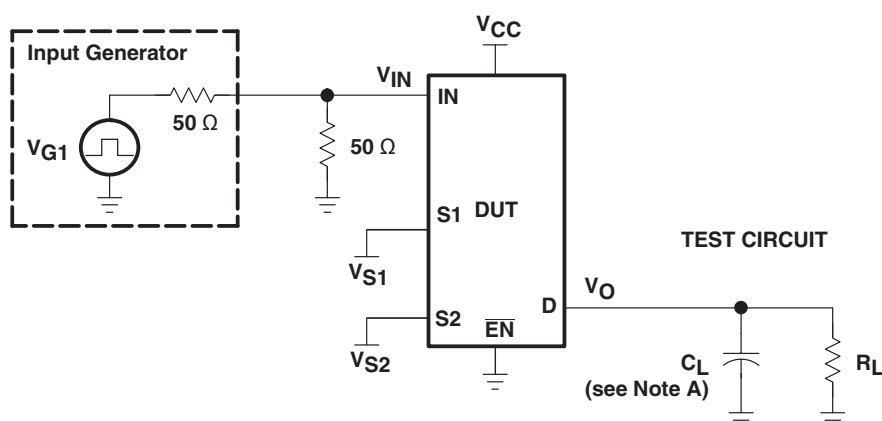 Input Generator
V_CC
V_IN
IN
50 Ω
V_G1
50 Ω
S1
DUT
V_S1
TEST CIRCUIT
V_O
D
S2
E̅N̅
V_S2
C_L
(see Note A)
R_L